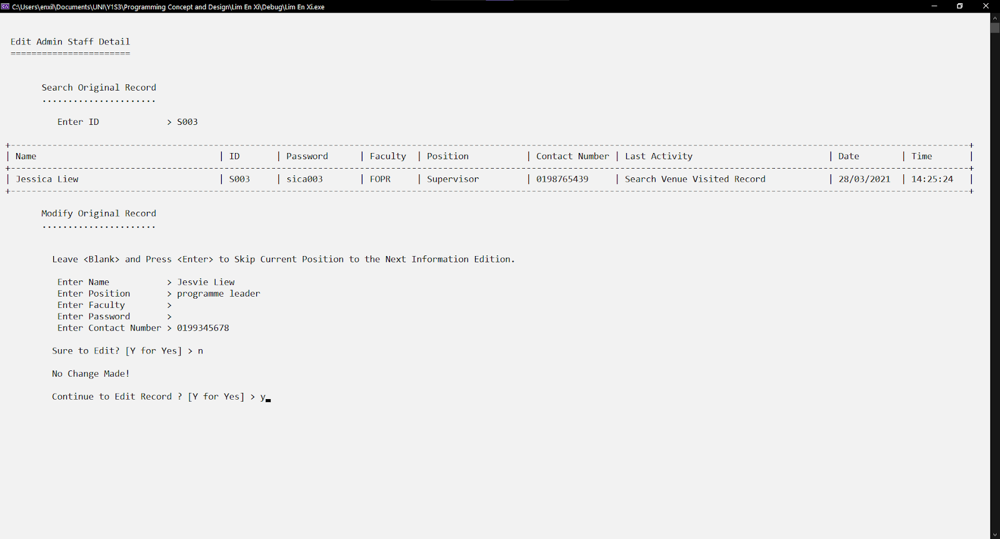 C:\Users\enxil\Documents\UNI\Y1S3\Programming Concept and Design\Lim En Xi\Debug\Lim En Xi.exe
Edit Admin Staff Detail
=======================
Search Original Record
......................
Enter ID > S003
| Name | ID | Password | Faculty | Position | Contact Number | Last Activity | Date | Time |
| Jessica Liew | S003 | sica003 | FOPR | Supervisor | 0198765439 | Search Venue Visited Record | 28/03/2021 | 14:25:24 |
Modify Original Record
......................
Leave <Blank> and Press <Enter> to Skip Current Position to the Next Information Edition.
Enter Name > Jesvie Liew
Enter Position > programme leader
Enter Faculty >
Enter Password >
Enter Contact Number > 0199345678
Sure to Edit? [Y for Yes] > n
No Change Made!
Continue to Edit Record ? [Y for Yes] > y